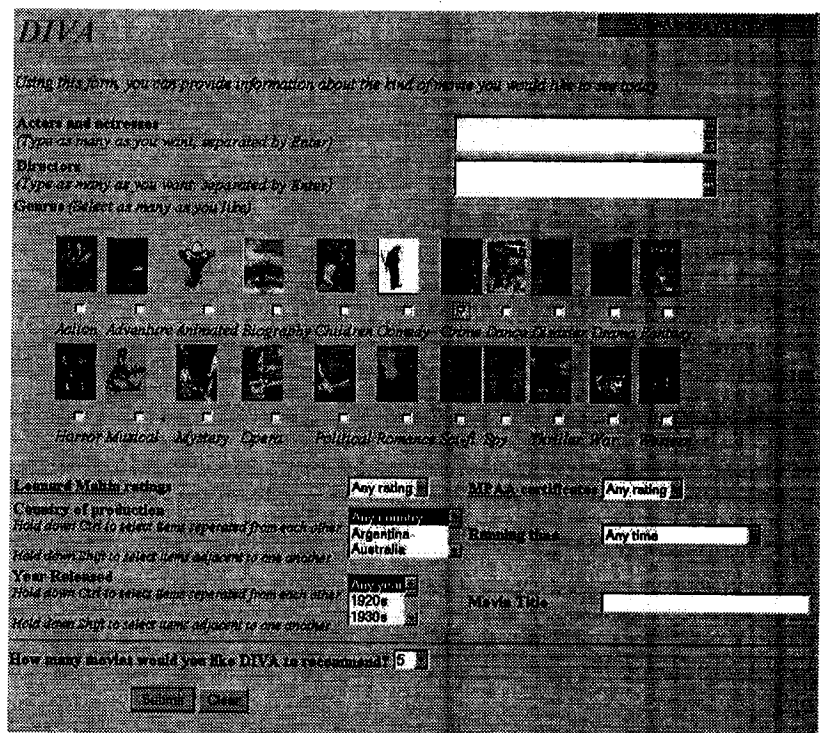 DIVA
Using this form, you can provide information about the kind of movie you would like to see today
Actors and actresses
(Type as many as you want, separated by Enter)
Directors
(Type as many as you want, separated by Enter)
Genres (Select as many as you like)
Action Adventure Animated Biography Children Comedy Crime Dance Disaster Drama Fantasy
Horror Musical Mystery Opera Political Romance Sci-fi Spy Thriller War Western
Leonard Maltin ratings Any rating MPAA certificates Any rating
Country of production
Hold down Ctrl to select items seperated from each other
Hold down Shift to select items adjacent to one another
Any country
Argentina
Australia
Running time Any time
Year Released
Hold down Ctrl to select items seperated from each other
Hold down Shift to select items adjacent to one another
Any year
1920s
1930s
Movie Title
How many movies would you like DIVA to recommend? 5
Submit Clear